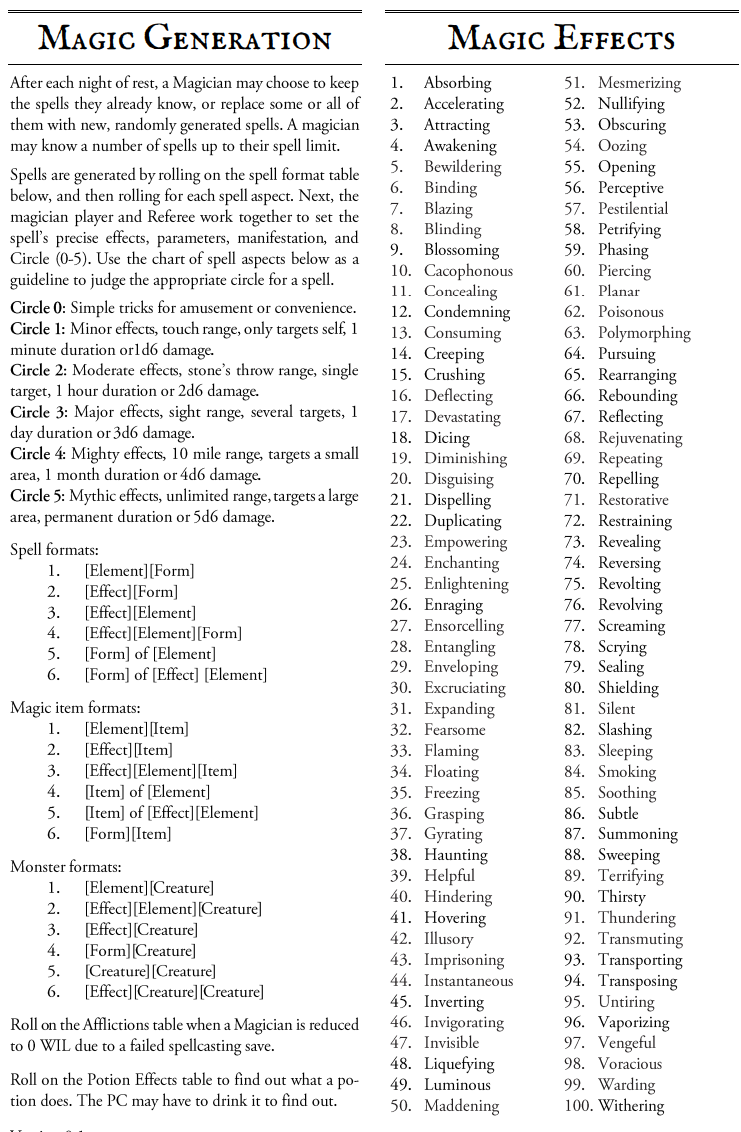 Magic Generation
After each night of rest, a Magician may choose to keep
the spells they already know, or replace some or all of
them with new, randomly generated spells. A magician
may know a number of spells up to their spell limit.
Spells are generated by rolling on the spell format table
below, and then rolling for each spell aspect. Next, the
magician player and Referee work together to set the
spell's precise effects, parameters, manifestation, and
Circle (0-5). Use the chart of spell aspects below as a
guideline to judge the appropriate circle for a spell.
Circle 0: Simple tricks for amusement or convenience.
Circle 1: Minor effects, touch range, only targets self, 1
minute duration or1d6 damage.
Circle 2: Moderate effects, stone's throw range, single
target, 1 hour duration or 2d6 damage.
Circle 3: Major effects, sight range, several targets, 1
day duration or 3d6 damage.
Circle 4: Mighty effects, 10 mile range, targets a small
area, 1 month duration or 4d6 damage.
Circle 5: Mythic effects, unlimited range, targets a large
area, permanent duration or 5d6 damage.
Spell formats:
1. [Element][Form]
2. [Effect][Form]
3. [Effect][Element]
4. [Effect][Element][Form]
5. [Form] of [Element]
6. [Form] of [Effect] [Element]
Magic item formats:
1. [Element][Item]
2. [Effect][Item]
3. [Effect][Element][Item]
4. [Item] of [Element]
5. [Item] of [Effect][Element]
6. [Form][Item]
Monster formats:
1. [Element][Creature]
2. [Effect][Element][Creature]
3. [Effect][Creature]
4. [Form][Creature]
5. [Creature][Creature]
6. [Effect][Creature][Creature]
Roll on the Afflictions table when a Magician is reduced
to 0 WIL due to a failed spellcasting save.
Roll on the Potion Effects table to find out what a po-
tion does. The PC may have to drink it to find out.
Magic Effects
1. Absorbing
2. Accelerating
3. Attracting
4. Awakening
5. Bewildering
6. Binding
7. Blazing
8. Blinding
9. Blossoming
10. Cacophonous
11. Concealing
12. Condemning
13. Consuming
14. Creeping
15. Crushing
16. Deflecting
17. Devastating
18. Dicing
19. Diminishing
20. Disguising
21. Dispelling
22. Duplicating
23. Empowering
24. Enchanting
25. Enlightening
26. Enraging
27. Ensorcelling
28. Entangling
29. Enveloping
30. Excruciating
31. Expanding
32. Fearsome
33. Flaming
34. Floating
35. Freezing
36. Grasping
37. Gyrating
38. Haunting
39. Helpful
40. Hindering
41. Hovering
42. Illusory
43. Imprisoning
44. Instantaneous
45. Inverting
46. Invigorating
47. Invisible
48. Liquefying
49. Luminous
50. Maddening
51. Mesmerizing
52. Nullifying
53. Obscuring
54. Oozing
55. Opening
56. Perceptive
57. Pestilential
58. Petrifying
59. Phasing
60. Piercing
61. Planar
62. Poisonous
63. Polymorphing
64. Pursuing
65. Rearranging
66. Rebounding
67. Reflecting
68. Rejuvenating
69. Repeating
70. Repelling
71. Restorative
72. Restraining
73. Revealing
74. Reversing
75. Revolting
76. Revolving
77. Screaming
78. Scrying
79. Sealing
80. Shielding
81. Silent
82. Slashing
83. Sleeping
84. Smoking
85. Soothing
86. Subtle
87. Summoning
88. Sweeping
89. Terrifying
90. Thirsty
91. Thundering
92. Transmuting
93. Transporting
94. Transposing
95. Untiring
96. Vaporizing
97. Vengeful
98. Voracious
99. Warding
100. Withering